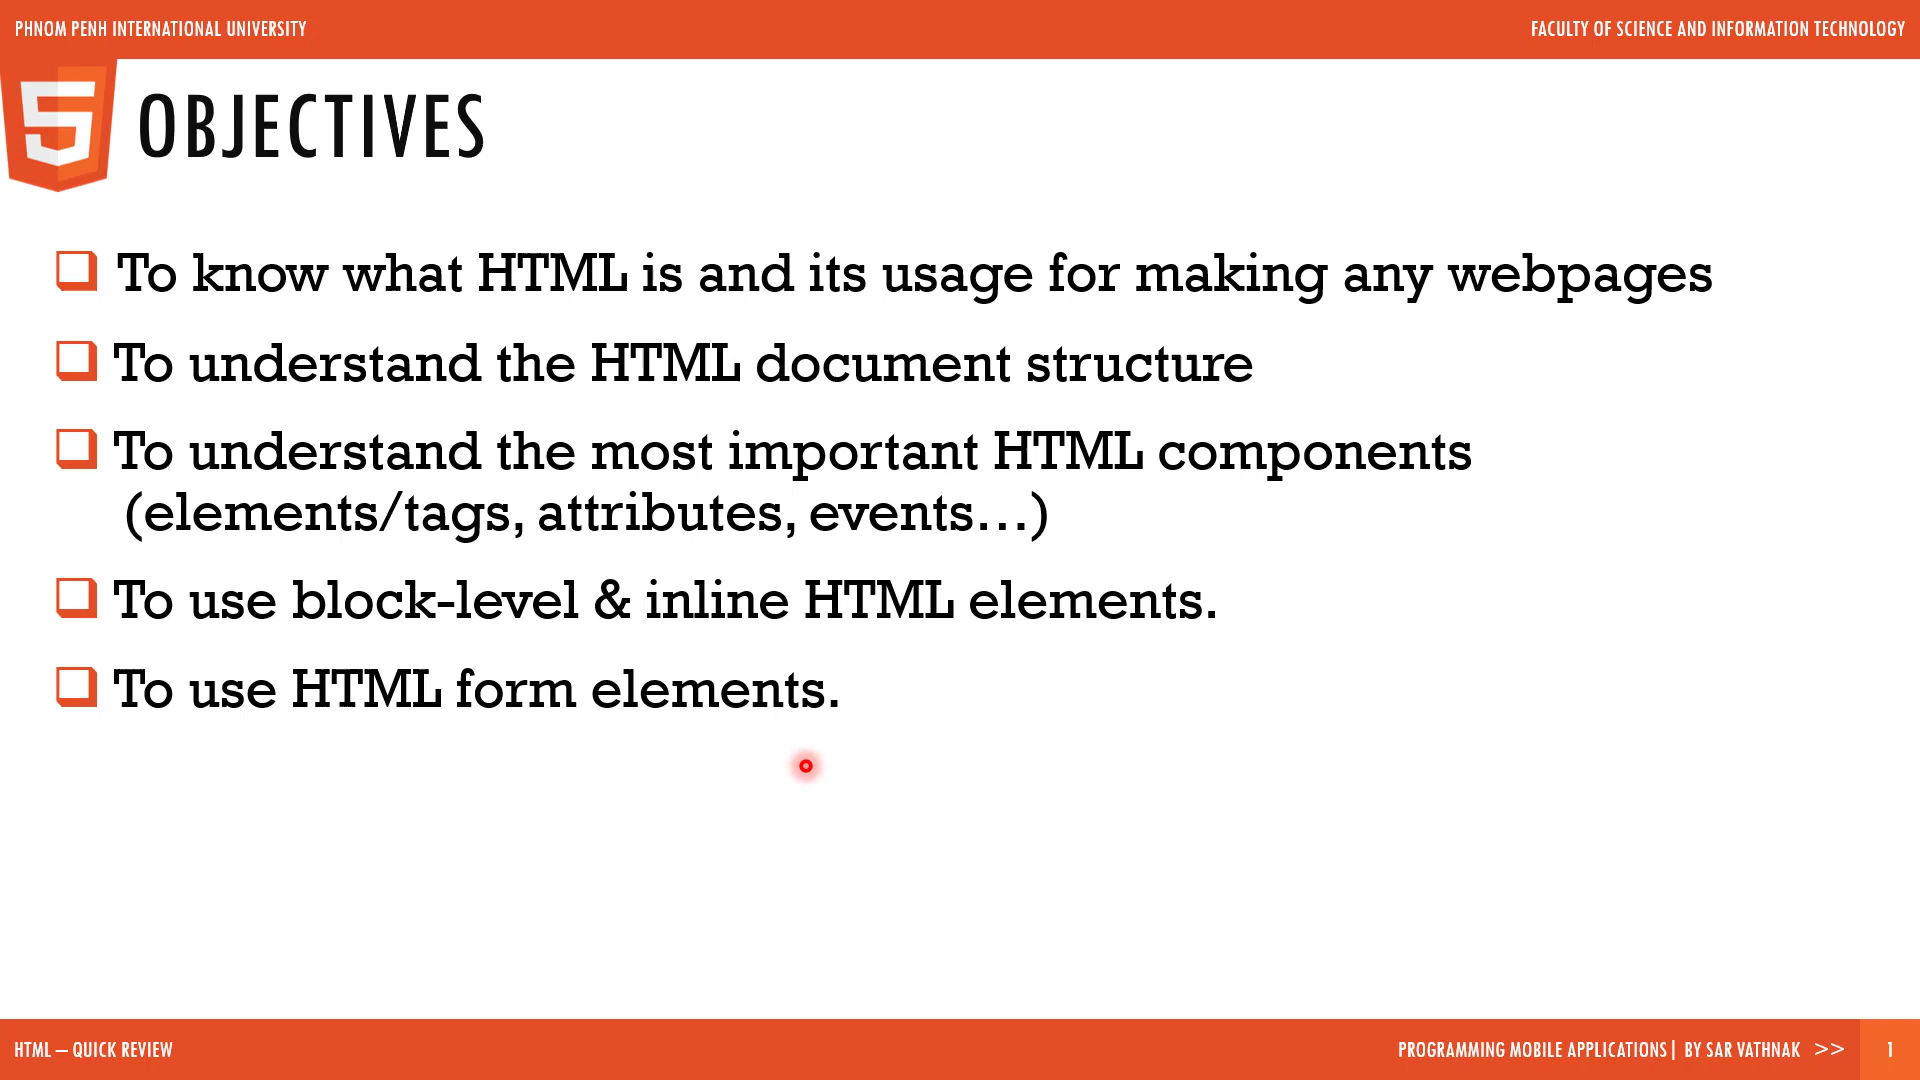 PHNOM PENH INTERNATIONAL UNIVERSITY
FACULTY OF SCIENCE AND INFORMATION TECHNOLOGY
5
OBJECTIVES
❑ To know what HTML is and its usage for making any webpages
❑ To understand the HTML document structure
❑ To understand the most important HTML components
(elements/tags, attributes, events…)
❑ To use block-level & inline HTML elements.
❑ To use HTML form elements.
HTML – QUICK REVIEW
PROGRAMMING MOBILE APPLICATIONS| BY SAR VATHNAK >>
1